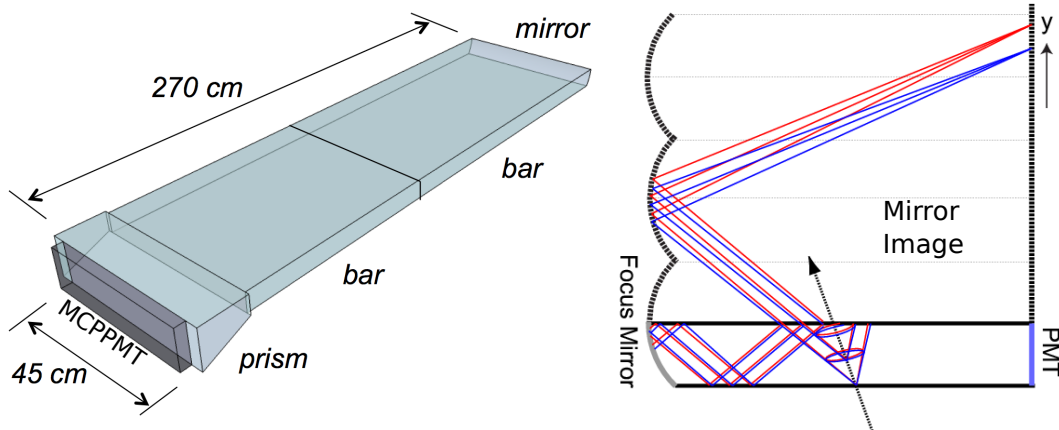 mirror
270 cm
bar
bar
MCPPMT
prism
45 cm
y
Mirror
Image
Focus Mirror
PMT